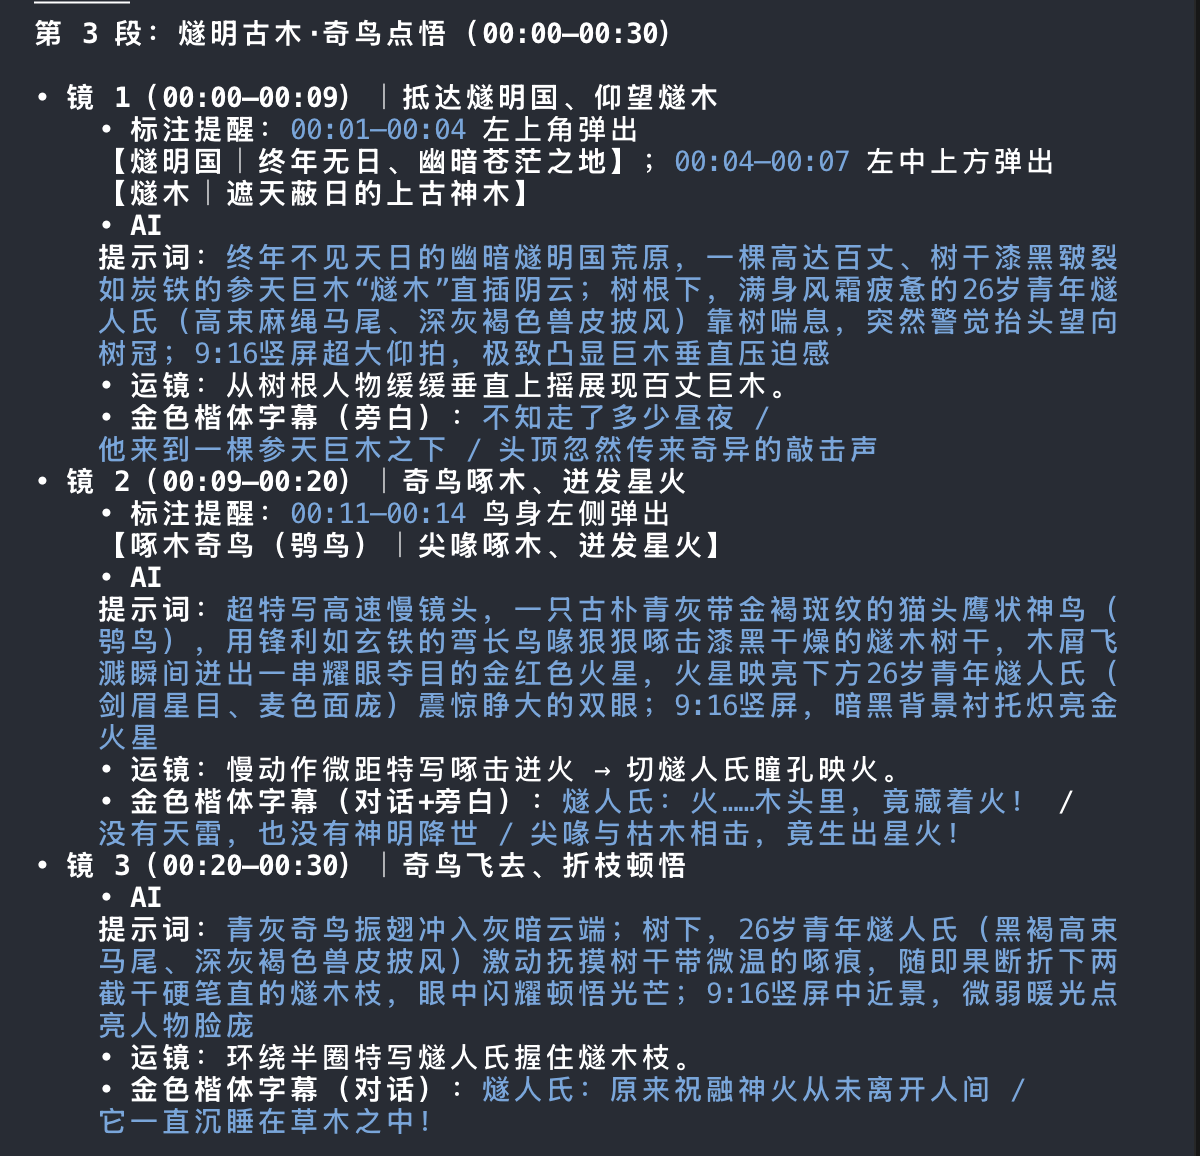 第 3 段：燧明古木·奇鸟点悟（00:00—00:30）
• 镜 1（00:00—00:09）｜抵达燧明国、仰望燧木
• 标注提醒：00:01—00:04 左上角弹出
【燧明国｜终年无日、幽暗苍茫之地】；00:04—00:07 左中上方弹出
【燧木｜遮天蔽日的上古神木】
• AI
提示词：终年不见天日的幽暗燧明国荒原，一棵高达百丈、树干漆黑皲裂
如炭铁的参天巨木“燧木”直插阴云；树根下，满身风霜疲惫的26岁青年燧
人氏（高束麻绳马尾、深灰褐色兽皮披风）靠树喘息，突然警觉抬头望向
树冠；9:16竖屏超大仰拍，极致凸显巨木垂直压迫感
• 运镜：从树根人物缓缓垂直上摇展现百丈巨木。
• 金色楷体字幕（旁白）：不知走了多少昼夜 /
他来到一棵参天巨木之下 / 头顶忽然传来奇异的敲击声
• 镜 2（00:09—00:20）｜奇鸟啄木、迸发星火
• 标注提醒：00:11—00:14 鸟身左侧弹出
【啄木奇鸟（鸮鸟）｜尖喙啄木、迸发星火】
• AI
提示词：超特写高速慢镜头，一只古朴青灰带金褐斑纹的猫头鹰状神鸟（
鸮鸟），用锋利如玄铁的弯长鸟喙狠狠啄击漆黑干燥的燧木树干，木屑飞
溅瞬间迸出一串耀眼夺目的金红色火星，火星映亮下方26岁青年燧人氏（
剑眉星目、麦色面庞）震惊睁大的双眼；9:16竖屏，暗黑背景衬托炽亮金
火星
• 运镜：慢动作微距特写啄击迸火 → 切燧人氏瞳孔映火。
• 金色楷体字幕（对话+旁白）：燧人氏：火……木头里，竟藏着火！ /
没有天雷，也没有神明降世 / 尖喙与枯木相击，竟生出星火！
• 镜 3（00:20—00:30）｜奇鸟飞去、折枝顿悟
• AI
提示词：青灰奇鸟振翅冲入灰暗云端；树下，26岁青年燧人氏（黑褐高束
马尾、深灰褐色兽皮披风）激动抚摸树干带微温的啄痕，随即果断折下两
截干硬笔直的燧木枝，眼中闪耀顿悟光芒；9:16竖屏中近景，微弱暖光点
亮人物脸庞
• 运镜：环绕半圈特写燧人氏握住燧木枝。
• 金色楷体字幕（对话）：燧人氏：原来祝融神火从未离开人间 /
它一直沉睡在草木之中！